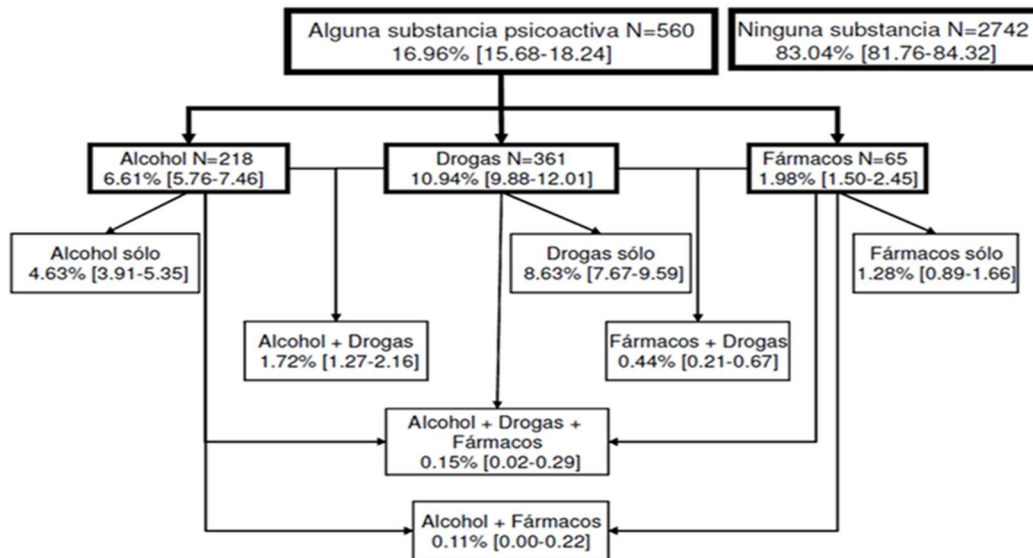 Alguna substancia psicoactiva N=560
16.96% [15.68-18.24]
Ninguna substancia N=2742
83.04% [81.76-84.32]
Alcohol N=218
6.61% [5.76-7.46]
Drogas N=361
10.94% [9.88-12.01]
Fármacos N=65
1.98% [1.50-2.45]
Alcohol sólo
4.63% [3.91-5.35]
Drogas sólo
8.63% [7.67-9.59]
Fármacos sólo
1.28% [0.89-1.66]
Alcohol + Drogas
1.72% [1.27-2.16]
Fármacos + Drogas
0.44% [0.21-0.67]
Alcohol + Drogas +
Fármacos
0.15% [0.02-0.29]
Alcohol + Fármacos
0.11% [0.00-0.22]